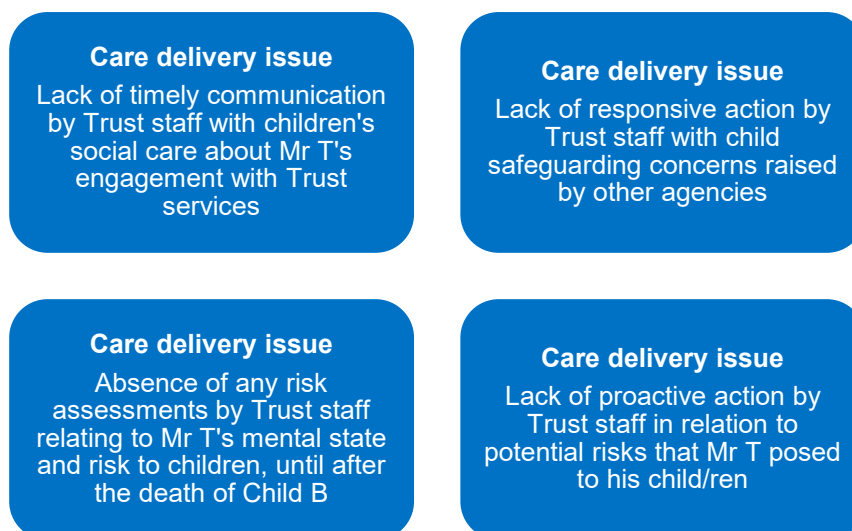 Care delivery issue
Lack of timely communication
by Trust staff with children's
social care about Mr T's
engagement with Trust
services
Care delivery issue
Lack of responsive action by
Trust staff with child
safeguarding concerns raised
by other agencies
Care delivery issue
Absence of any risk
assessments by Trust staff
relating to Mr T's mental state
and risk to children, until after
the death of Child B
Care delivery issue
Lack of proactive action by
Trust staff in relation to
potential risks that Mr T posed
to his child/ren